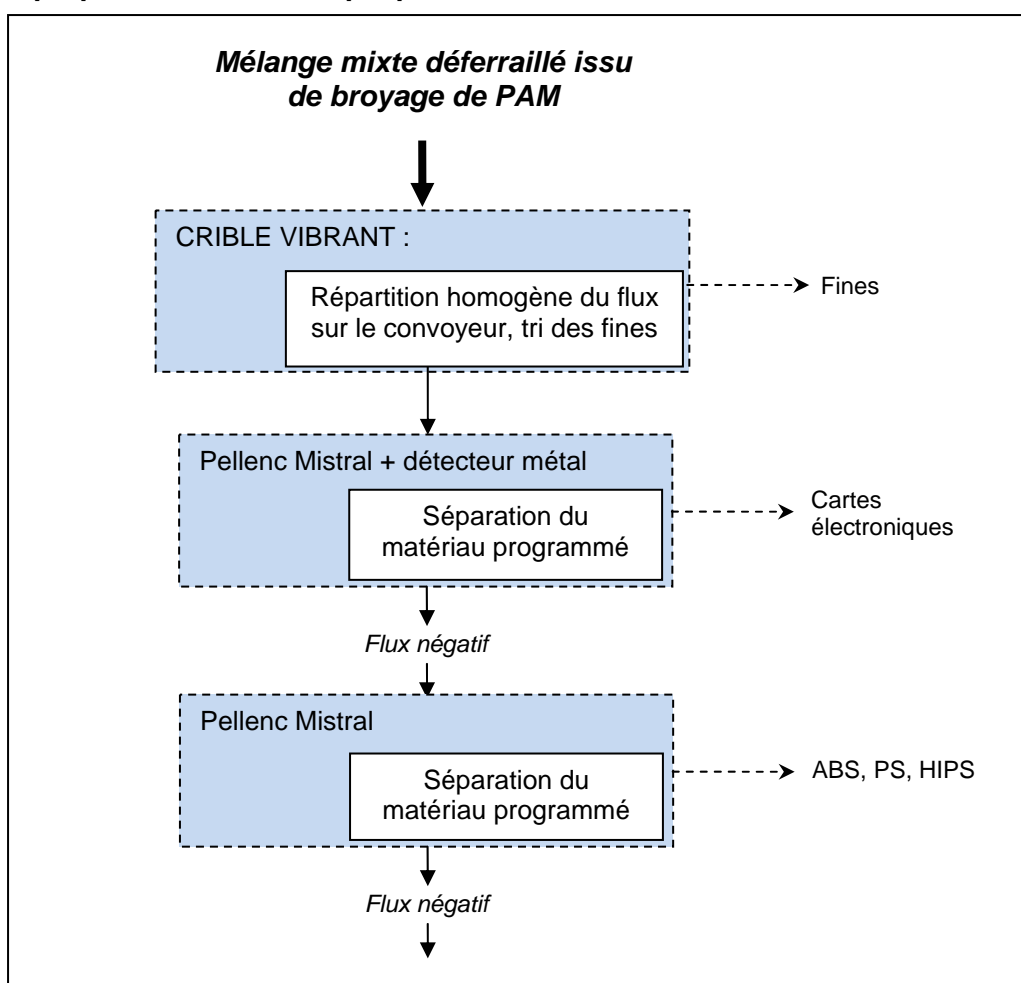 Mélange mixte déferraillé issu
de broyage de PAM
CRIBLE VIBRANT :
Répartition homogène du flux
sur le convoyeur, tri des fines
Fines
Pellenc Mistral + détecteur métal
Séparation du
matériau programmé
Cartes
électroniques
Flux négatif
Pellenc Mistral
Séparation du
matériau programmé
ABS, PS, HIPS
Flux négatif